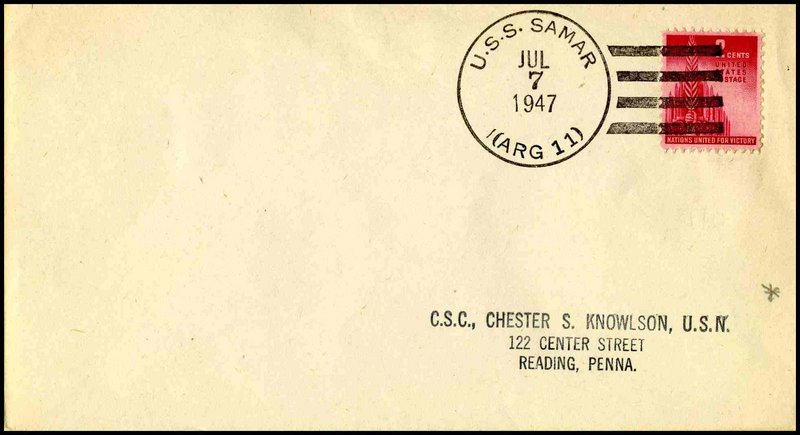 U.S.S. SAMAR
JUL
7
1947
(ARG 11)
2 CENTS
UNITED
STATES
POSTAGE
NATIONS UNITED FOR VICTORY
C.S.C., CHESTER S. KNOWLSON, U.S.N.
122 CENTER STREET
READING, PENNA.